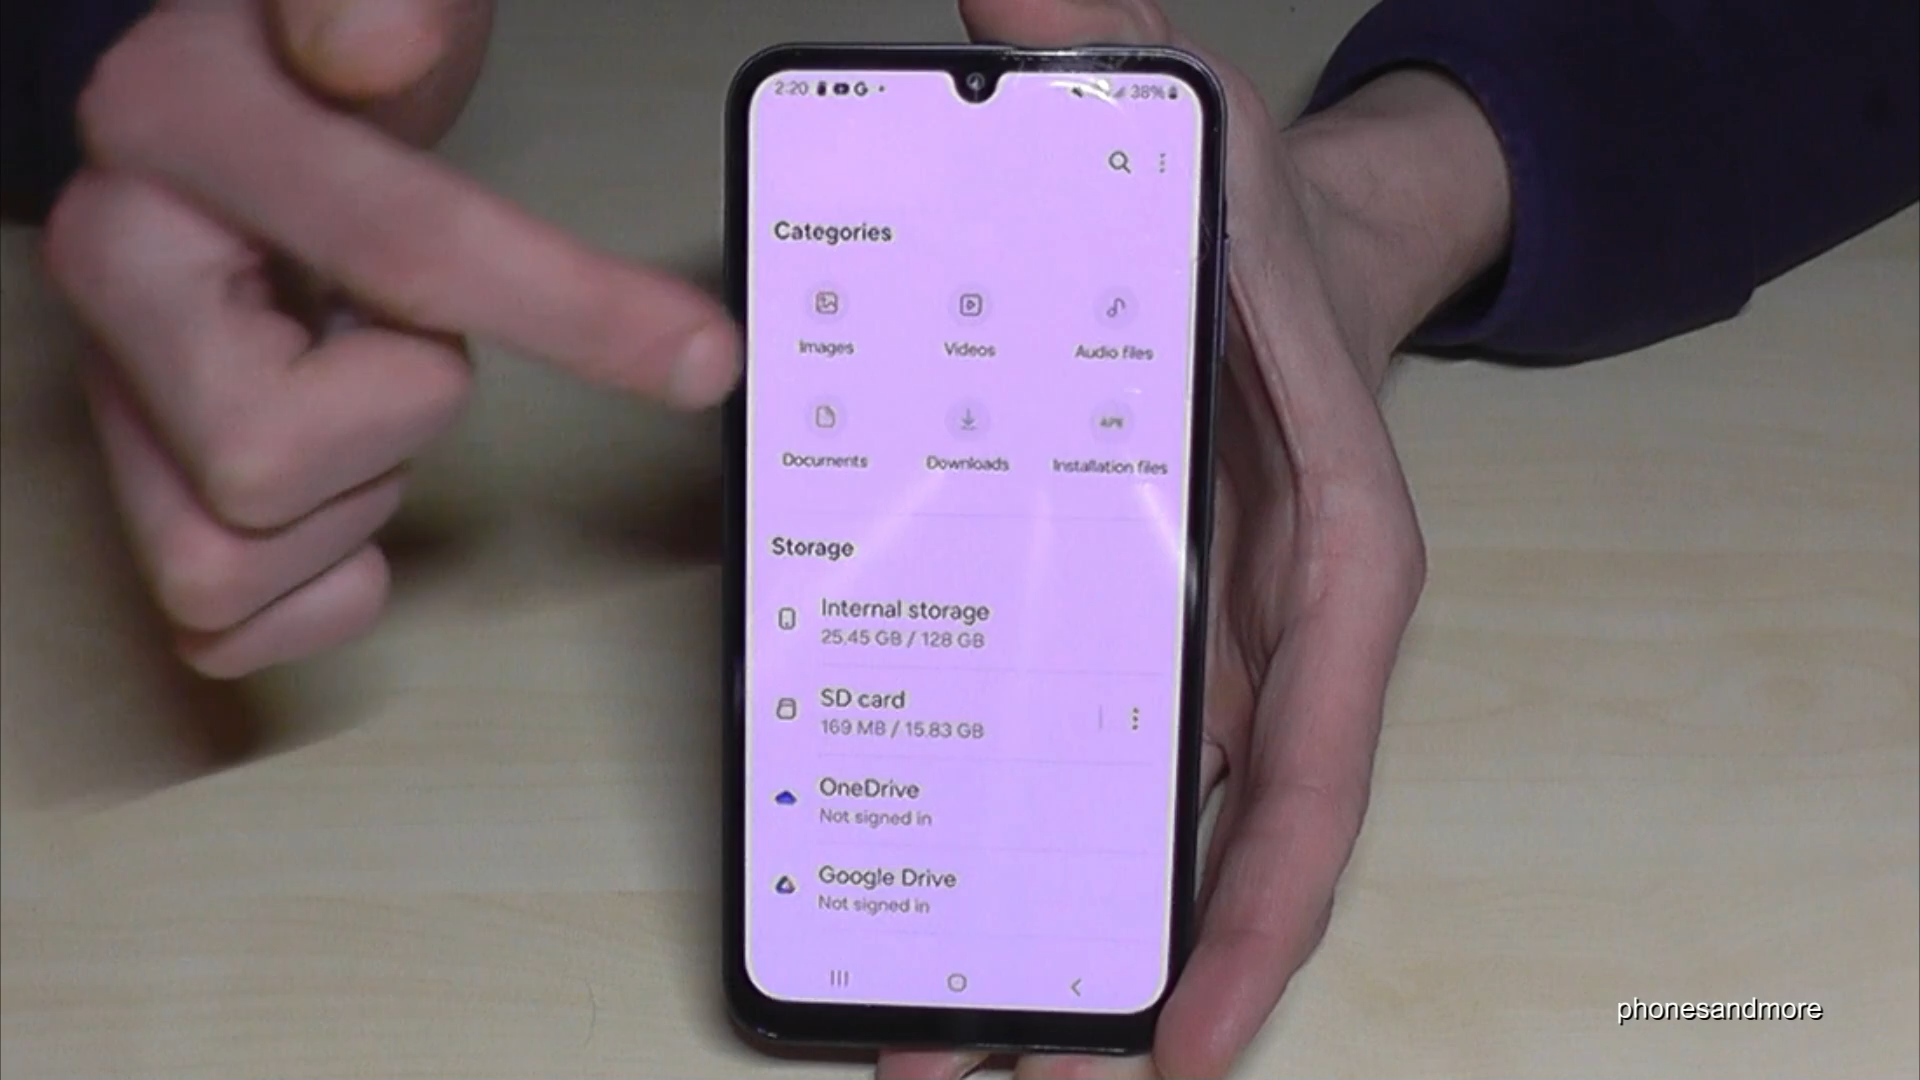 2:20 38%
Categories
Images Videos Audio files
Documents Downloads Installation files
APK
Storage
Internal storage
25.45 GB / 128 GB
SD card
169 MB / 15.83 GB
OneDrive
Not signed in
Google Drive
Not signed in
phonesandmore